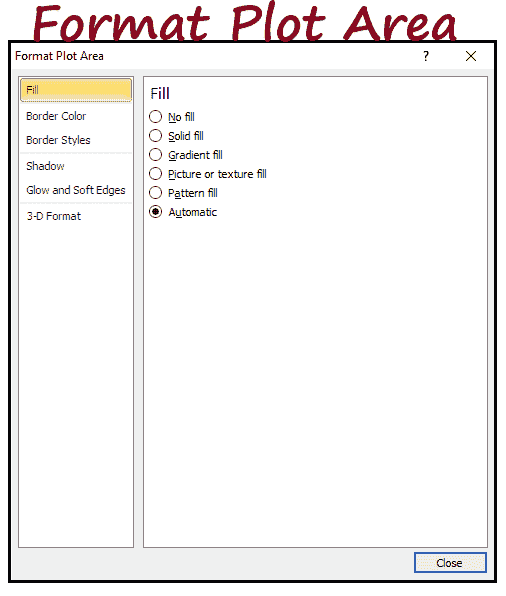 Format Plot Area
Format Plot Area
?
Fill
Border Color
Border Styles
Shadow
Glow and Soft Edges
3-D Format
Fill
No fill
Solid fill
Gradient fill
Picture or texture fill
Pattern fill
Automatic
Close